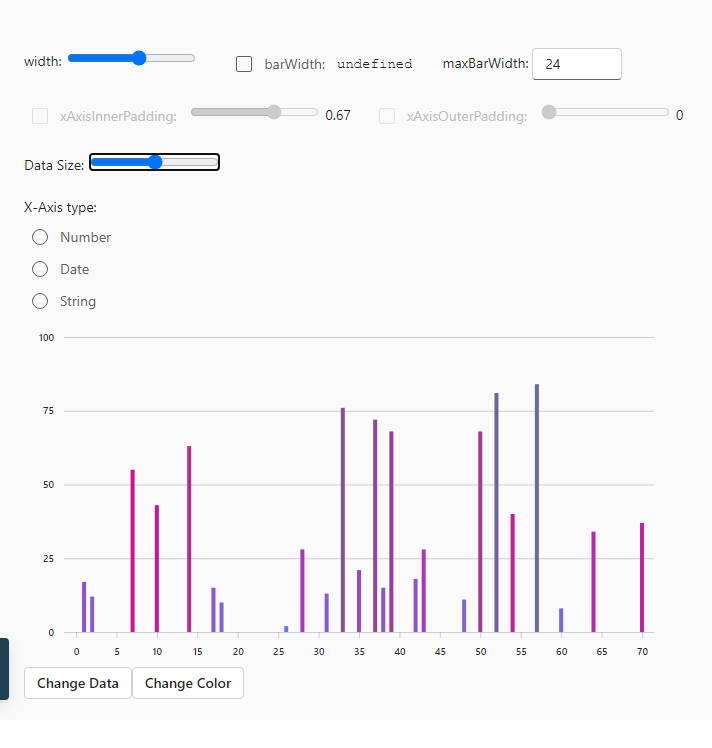 width: barWidth: undefined maxBarWidth: 24
xAxisInnerPadding: 0.67 xAxisOuterPadding: 0
Data Size:
X-Axis type:
Number
Date
String
100
75
50
25
0
0 5 10 15 20 25 30 35 40 45 50 55 60 65 70
Change Data Change Color